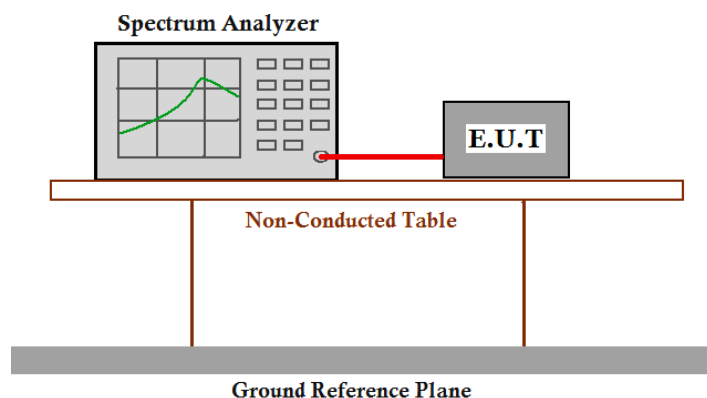 Spectrum Analyzer
E.U.T
Non-Conducted Table
Ground Reference Plane